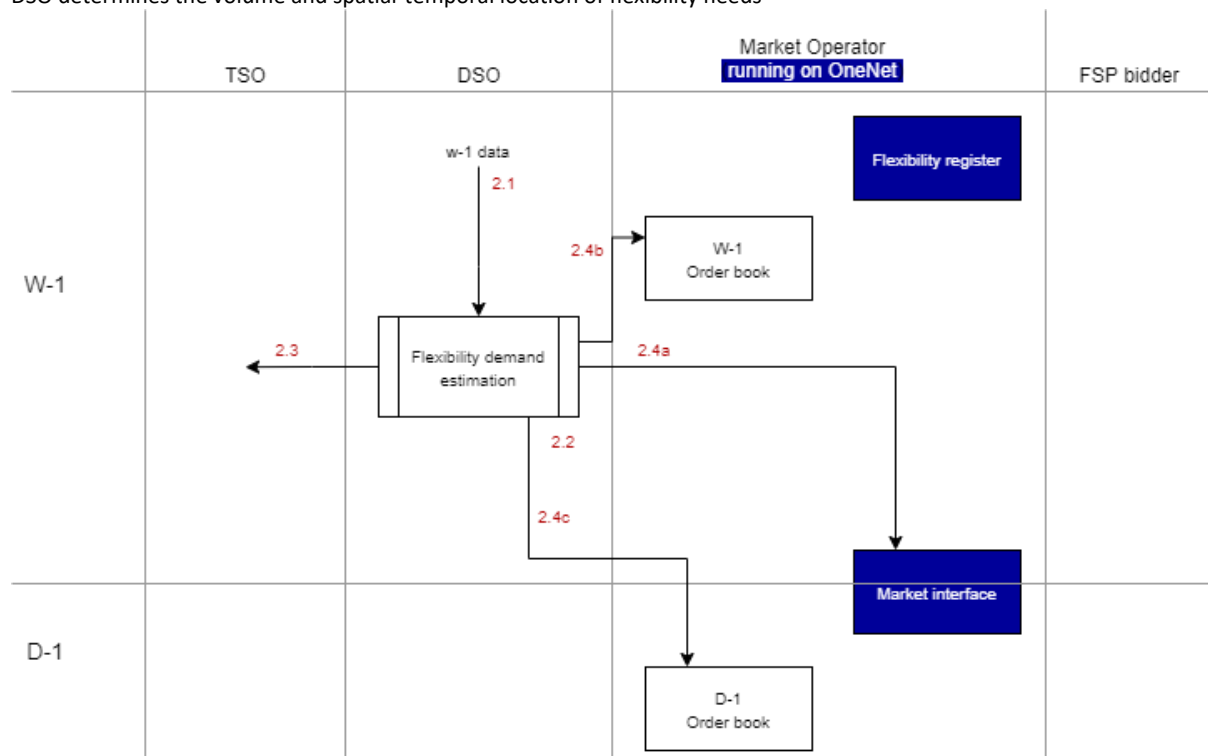 DSO determines the volume and spatial-temporal location of flexibility needs
TSO
DSO
Market Operator
running on OneNet
FSP bidder
w-1 data
2.1
Flexibility register
2.4b
W-1
Order book
W-1
2.3
Flexibility demand
estimation
2.4a
2.2
2.4c
Market interface
D-1
D-1
Order book